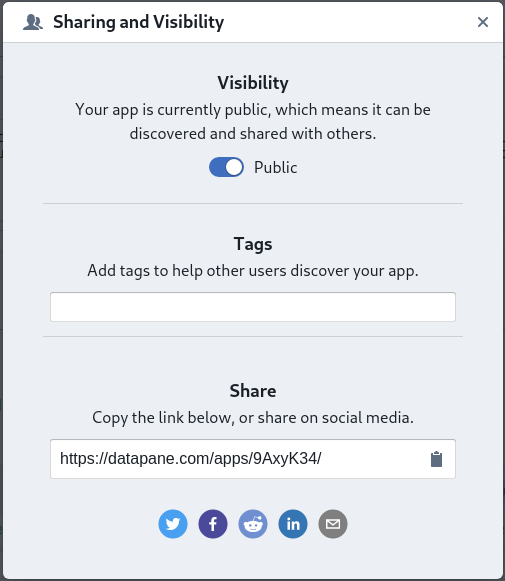 Sharing and Visibility
Visibility
Your app is currently public, which means it can be
discovered and shared with others.
Public
Tags
Add tags to help other users discover your app.
Share
Copy the link below, or share on social media.
https://datapane.com/apps/9AxyK34/